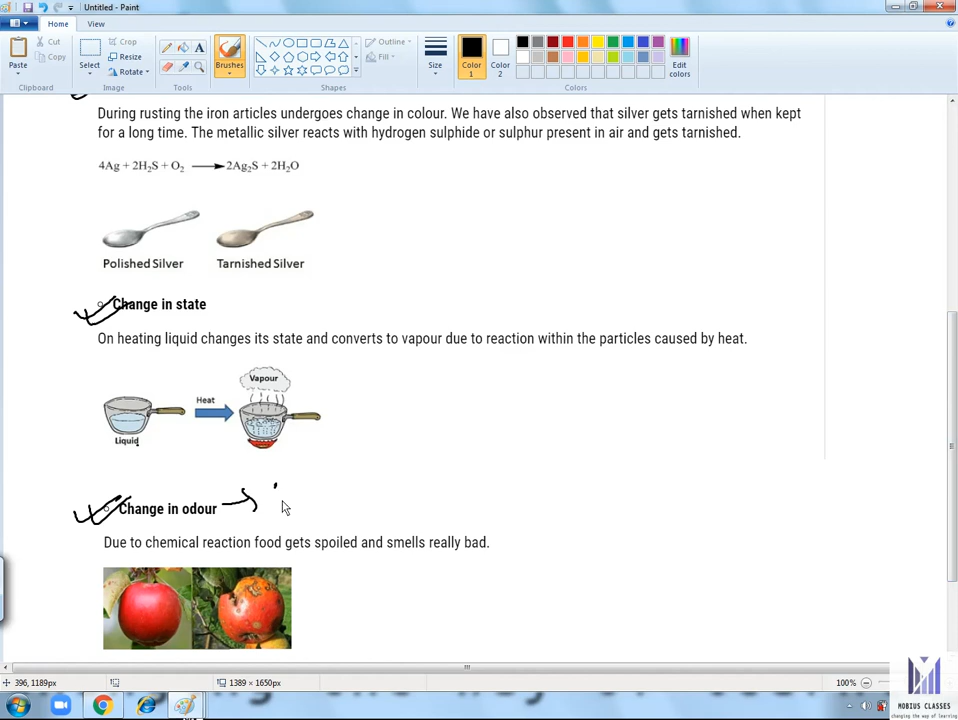 Untitled - Paint
Home View
Paste Cut Copy Select Crop Resize Rotate A Brushes Outline Fill Size Color 1 Color 2 Edit colors
Clipboard Image Tools Shapes Colors
During rusting the iron articles undergoes change in colour. We have also observed that silver gets tarnished when kept
for a long time. The metallic silver reacts with hydrogen sulphide or sulphur present in air and gets tarnished.
4Ag + 2H₂S + O₂ ⟶ 2Ag₂S + 2H₂O
Polished Silver Tarnished Silver
Change in state
On heating liquid changes its state and converts to vapour due to reaction within the particles caused by heat.
Vapour
Heat
Liquid
Change in odour
Due to chemical reaction food gets spoiled and smells really bad.
396, 1189px 1389 × 1650px 100%
MOBIUS CLASSES
changing the way of learning